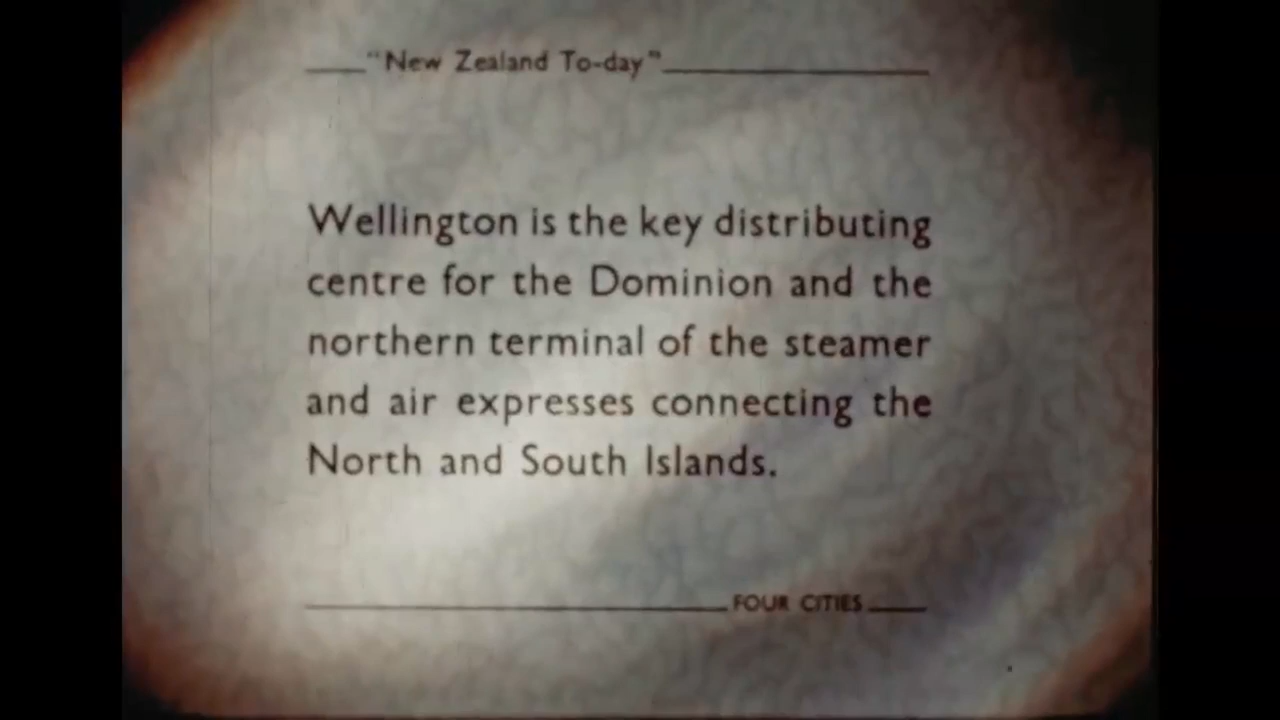 "New Zealand To-day"
Wellington is the key distributing
centre for the Dominion and the
northern terminal of the steamer
and air expresses connecting the
North and South Islands.
FOUR CITIES